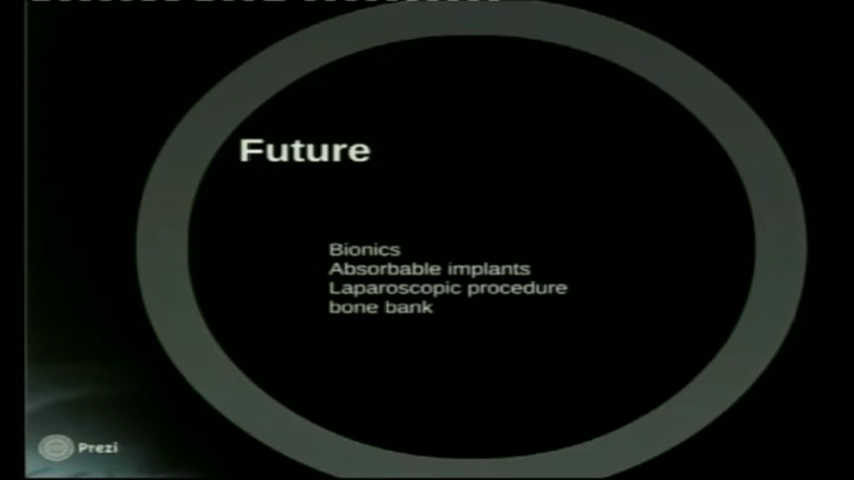 Future
Bionics
Absorbable implants
Laparoscopic procedure
bone bank
Prezi